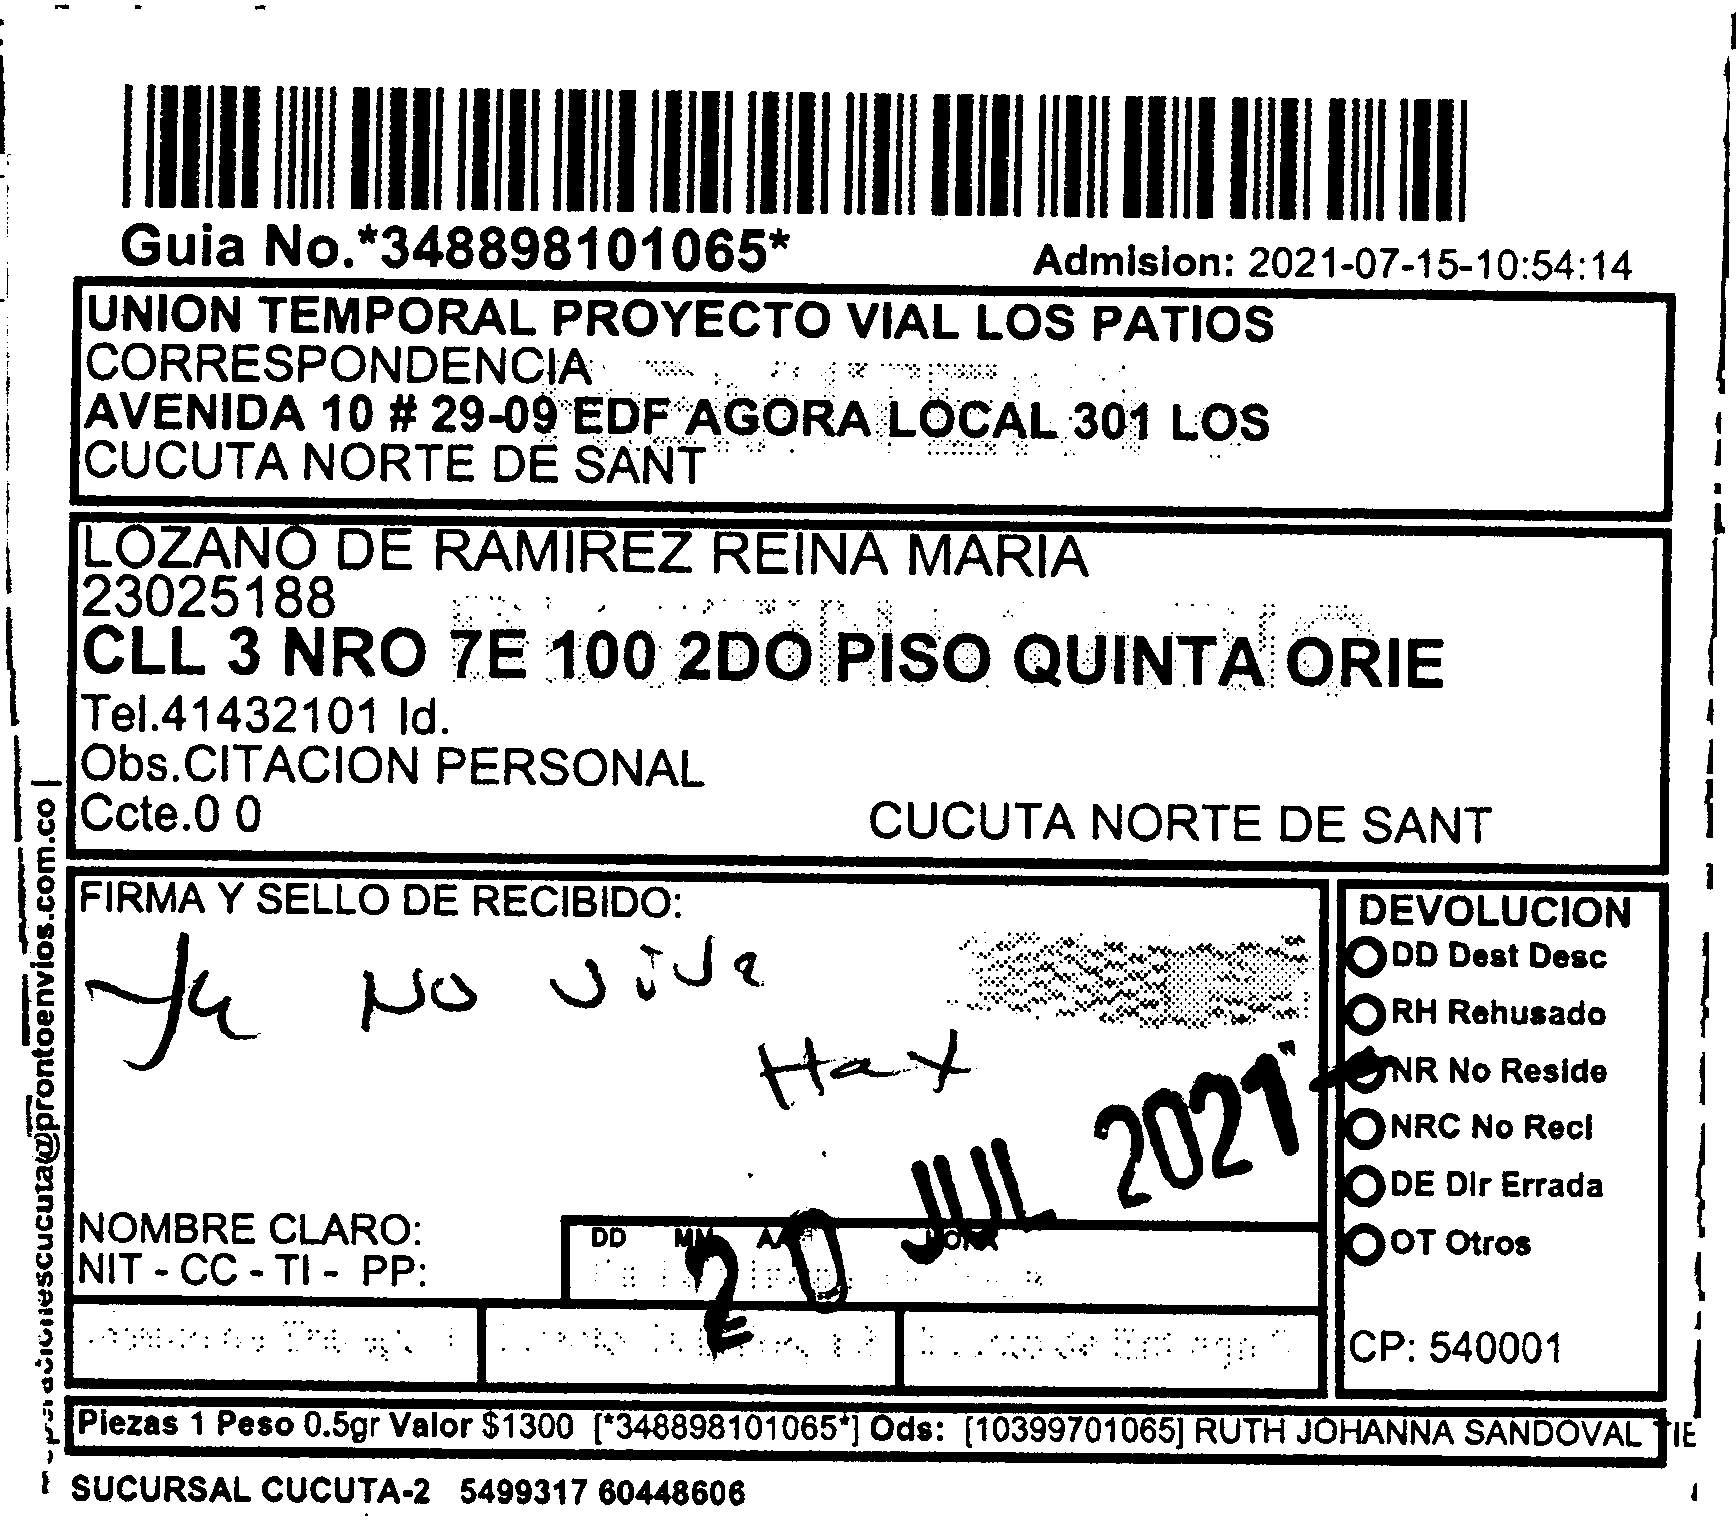 Guia No.*348898101065*
Admision: 2021-07-15-10:54:14
UNION TEMPORAL PROYECTO VIAL LOS PATIOS
CORRESPONDENCIA
AVENIDA 10 # 29-09 EDF AGORA LOCAL 301 LOS
CUCUTA NORTE DE SANT
LOZANO DE RAMIREZ REINA MARIA
23025188
CLL 3 NRO 7E 100 2DO PISO QUINTA ORIE
Tel.41432101 Id.
Obs.CITACION PERSONAL
Ccte.0 0
CUCUTA NORTE DE SANT
FIRMA Y SELLO DE RECIBIDO:
Ya No vive
Hay
20 JUL 2021
NOMBRE CLARO:
NIT - CC - TI - PP:
DD MM AA HORA
DEVOLUCION
DD Dest Desc
RH Rehusado
NR No Reside
NRC No Recl
DE Dir Errada
OT Otros
CP: 540001
Piezas 1 Peso 0.5gr Valor $1300 [*348898101065*] Ods: [10399701065] RUTH JOHANNA SANDOVAL TIE
SUCURSAL CUCUTA-2 5499317 60448606
@prontoenvios.com.co |